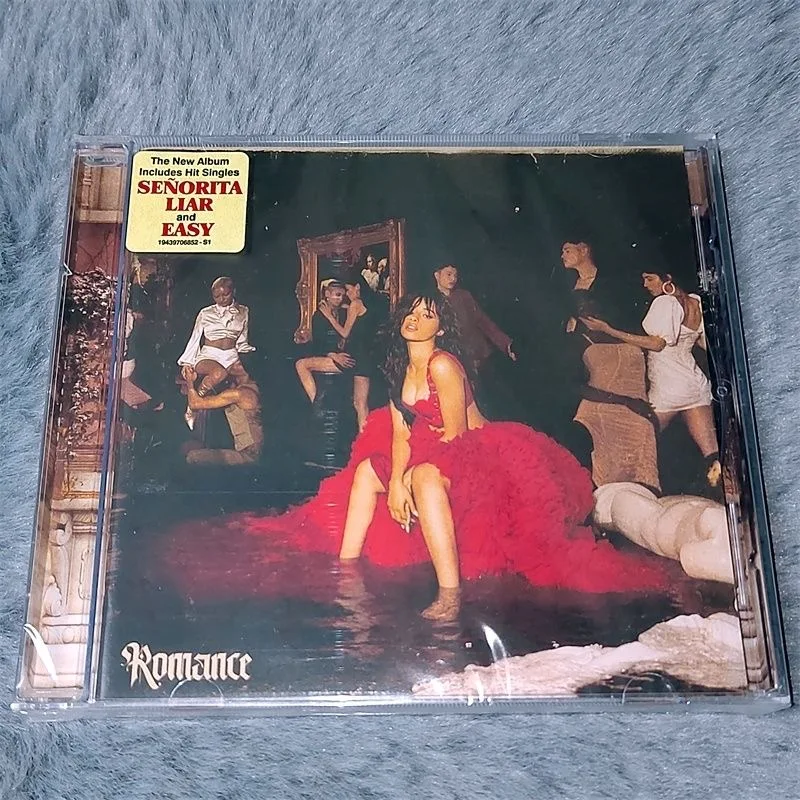 The New Album
Includes Hit Singles
SEÑORITA
LIAR
and
EASY
19439706852-S1
Romance